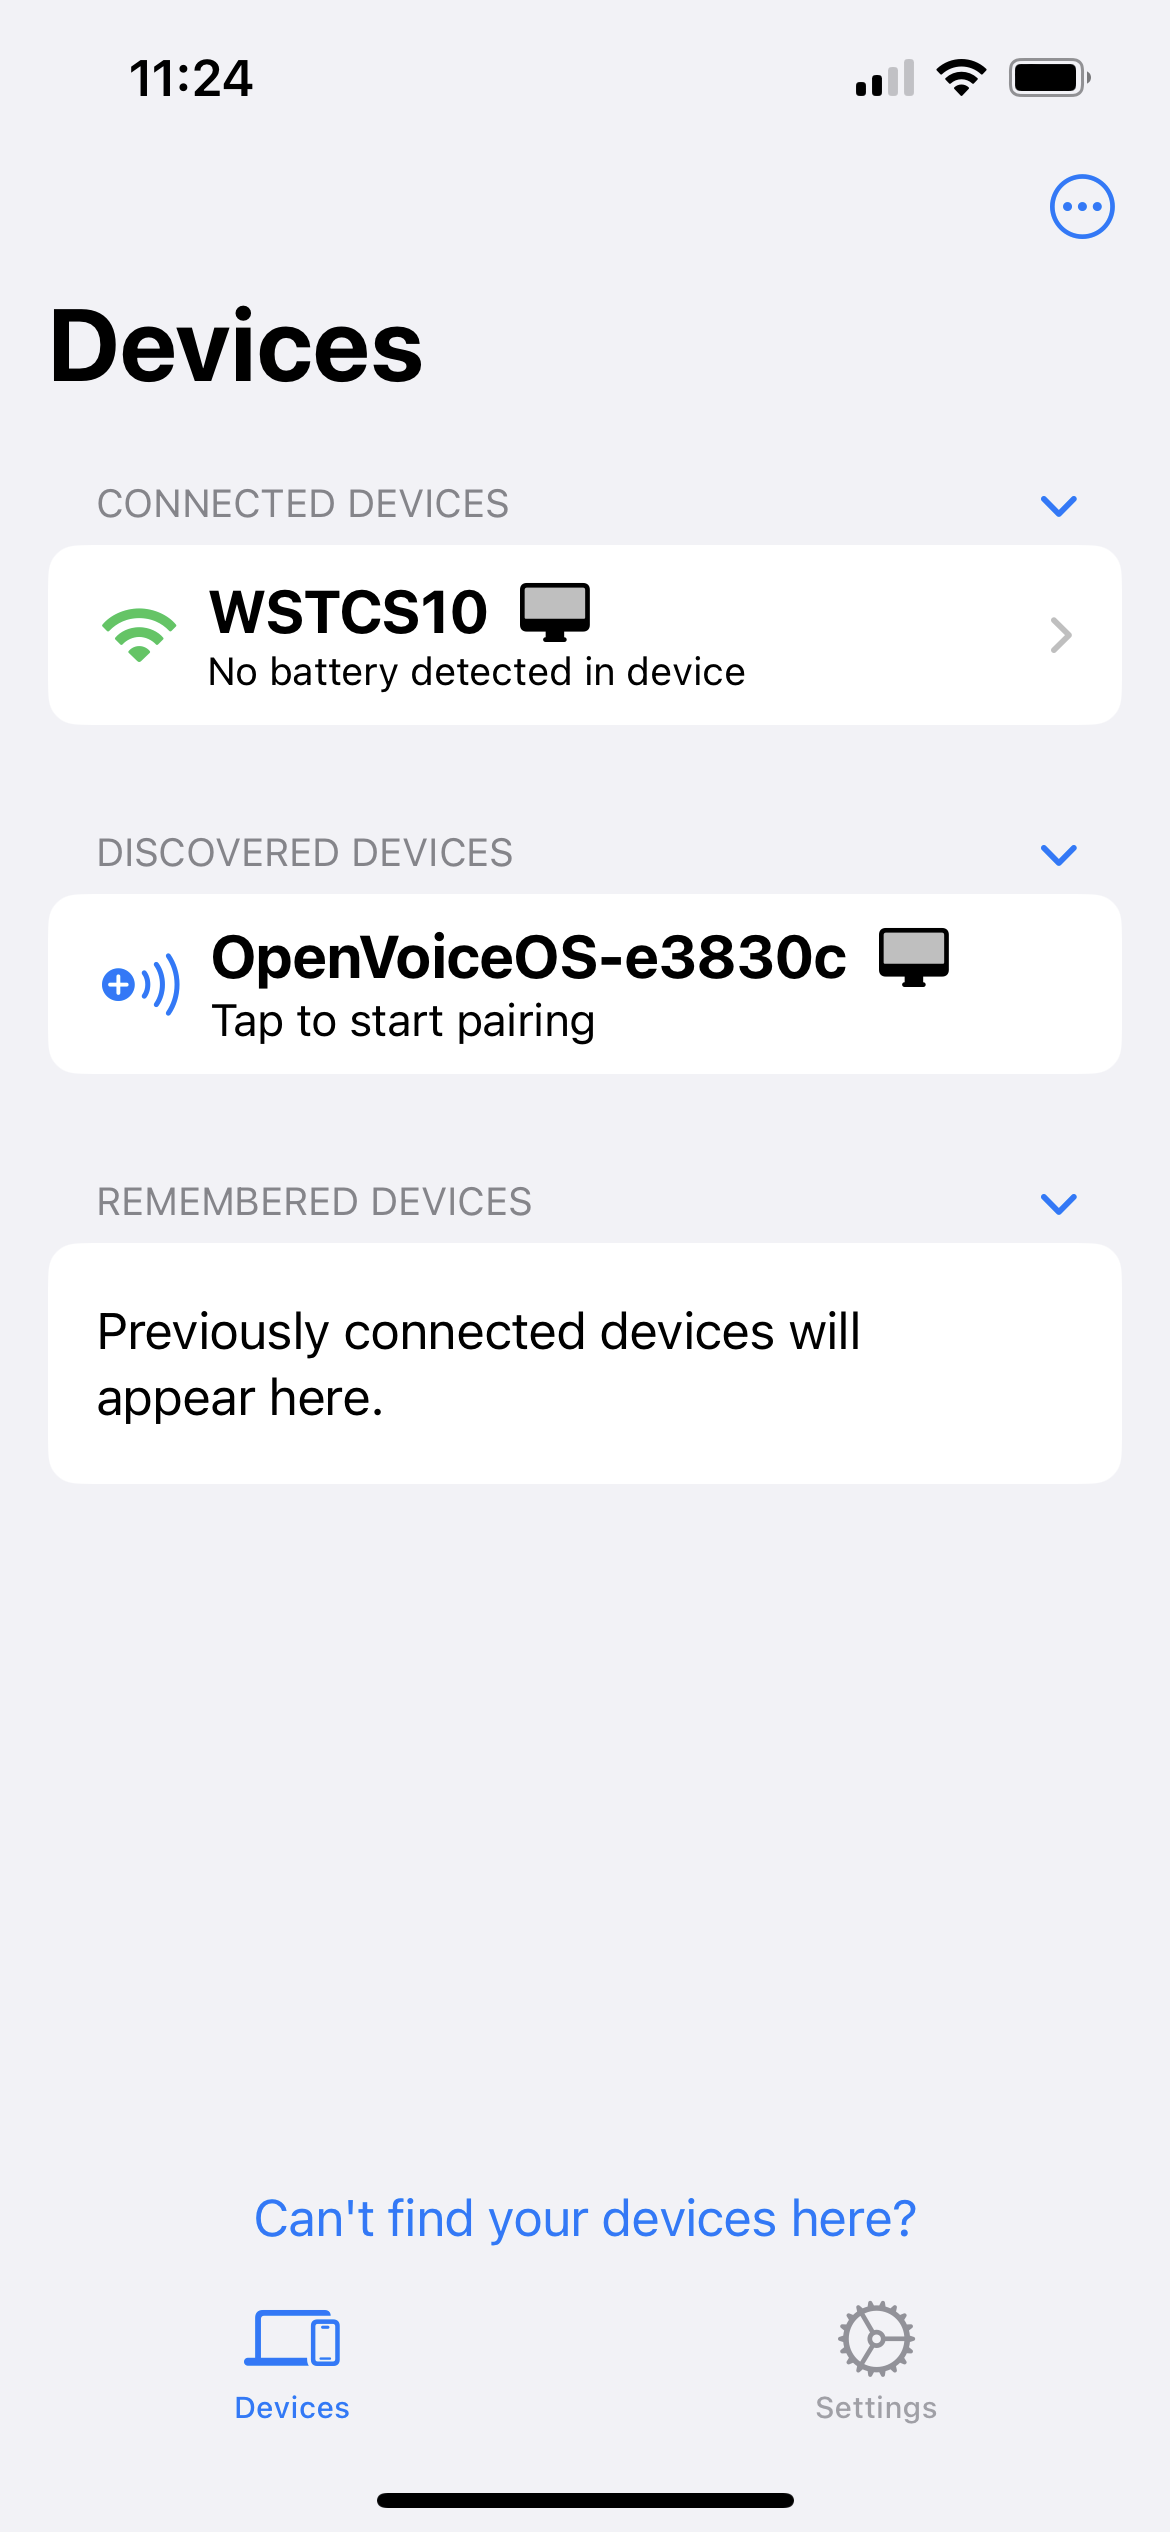 11:24
Devices
CONNECTED DEVICES
WSTCS10
No battery detected in device
DISCOVERED DEVICES
OpenVoiceOS-e3830c
Tap to start pairing
REMEMBERED DEVICES
Previously connected devices will
appear here.
Can't find your devices here?
Devices
Settings